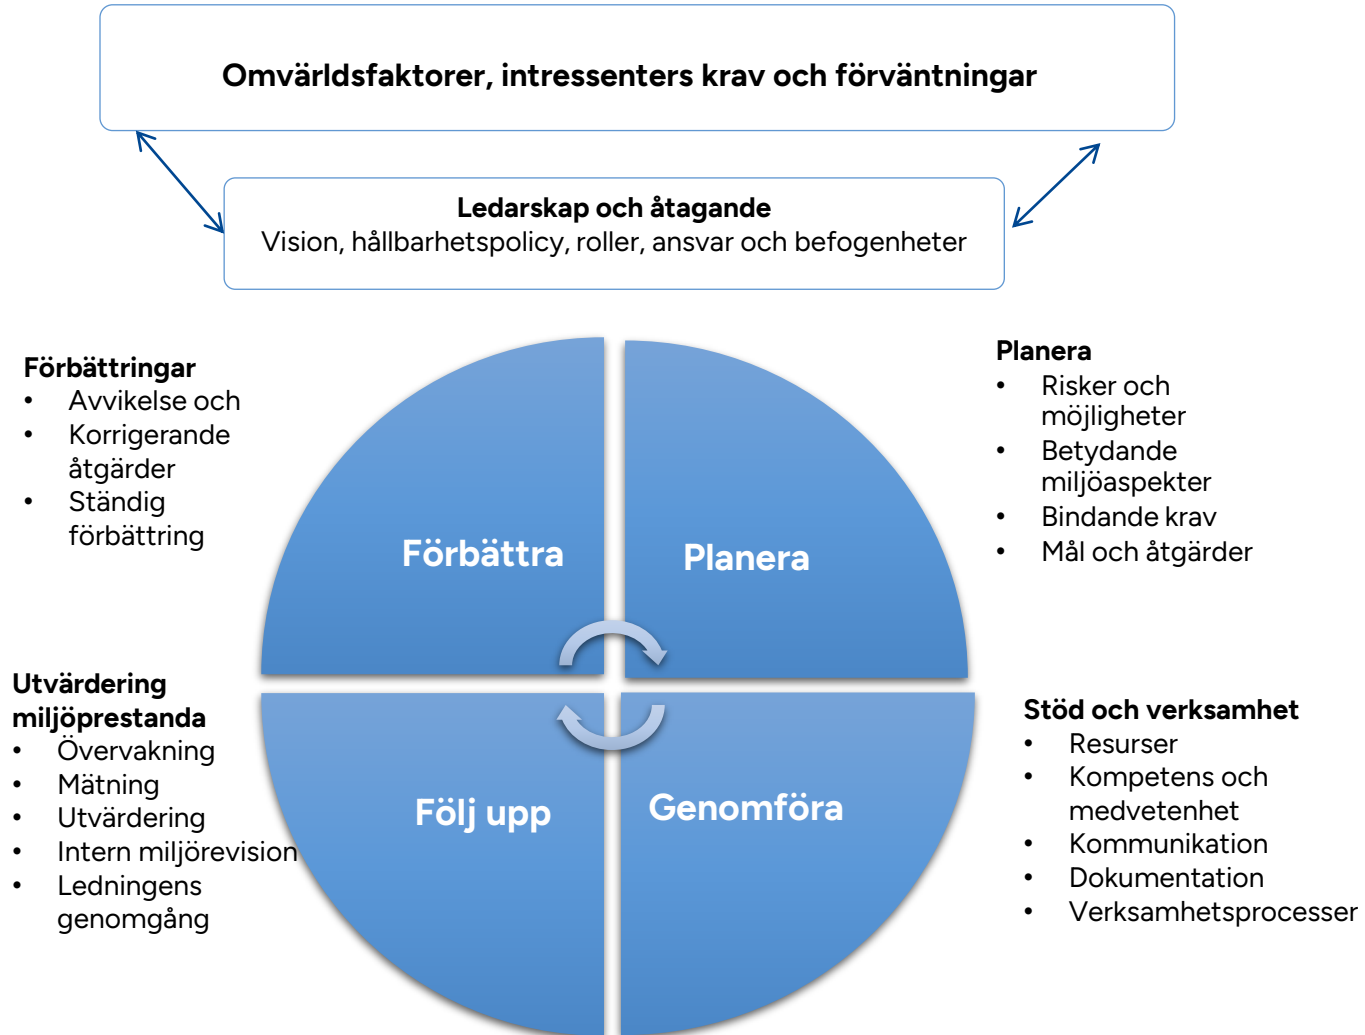 Omvärldsfaktorer, intressenters krav och förväntningar
Ledarskap och åtagande
Vision, hållbarhetspolicy, roller, ansvar och befogenheter
Förbättringar
• Avvikelse och
• Korrigerande
åtgärder
• Ständig
förbättring
Planera
• Risker och
möjligheter
• Betydande
miljöaspekter
• Bindande krav
• Mål och åtgärder
Förbättra
Planera
Följ upp
Genomföra
Utvärdering
miljöprestanda
• Övervakning
• Mätning
• Utvärdering
• Intern miljörevision
• Ledningens
genomgång
Stöd och verksamhet
• Resurser
• Kompetens och
medvetenhet
• Kommunikation
• Dokumentation
• Verksamhetsprocesser